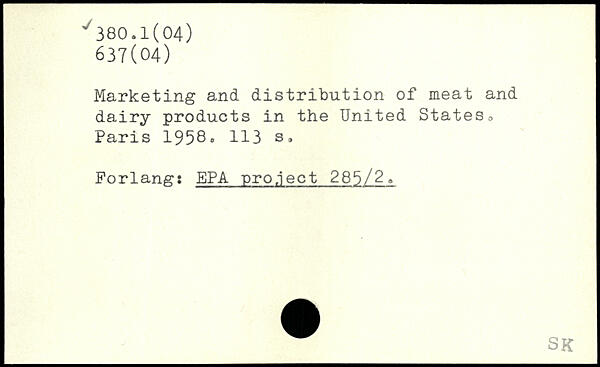 380.1(04)
637(04)
Marketing and distribution of meat and
dairy products in the United States.
Paris 1958. 113 s.
Forlang: EPA project 285/2.
SK